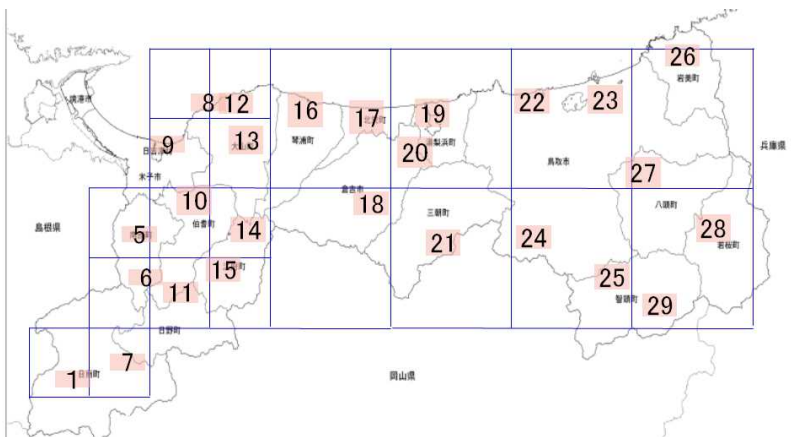 26
岩美町
境港市
8
12
16
17
19
22
23
9
13
琴浦町
20
湯梨浜町
鳥取市
兵庫県
米子市
27
倉吉市
島根県
10
伯耆町
18
三朝町
八頭町
5
14
21
24
28
若桜町
6
15
25
11
智頭町
29
日野町
7
1
日南町
岡山県